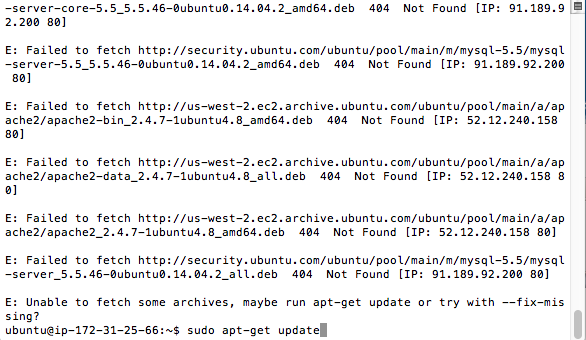 -server-core-5.5_5.5.46-0ubuntu0.14.04.2_amd64.deb  404  Not Found [IP: 91.189.9
2.200 80]
E: Failed to fetch http://security.ubuntu.com/ubuntu/pool/main/m/mysql-5.5/mysql
-server-5.5_5.5.46-0ubuntu0.14.04.2_amd64.deb  404  Not Found [IP: 91.189.92.200
 80]
E: Failed to fetch http://us-west-2.ec2.archive.ubuntu.com/ubuntu/pool/main/a/ap
ache2/apache2-bin_2.4.7-1ubuntu4.8_amd64.deb  404  Not Found [IP: 52.12.240.158
80]
E: Failed to fetch http://us-west-2.ec2.archive.ubuntu.com/ubuntu/pool/main/a/ap
ache2/apache2-data_2.4.7-1ubuntu4.8_all.deb  404  Not Found [IP: 52.12.240.158 8
0]
E: Failed to fetch http://us-west-2.ec2.archive.ubuntu.com/ubuntu/pool/main/a/ap
ache2/apache2_2.4.7-1ubuntu4.8_amd64.deb  404  Not Found [IP: 52.12.240.158 80]
E: Failed to fetch http://security.ubuntu.com/ubuntu/pool/main/m/mysql-5.5/mysql
-server_5.5.46-0ubuntu0.14.04.2_all.deb  404  Not Found [IP: 91.189.92.200 80]
E: Unable to fetch some archives, maybe run apt-get update or try with --fix-mis
sing?
ubuntu@ip-172-31-25-66:~$ sudo apt-get update